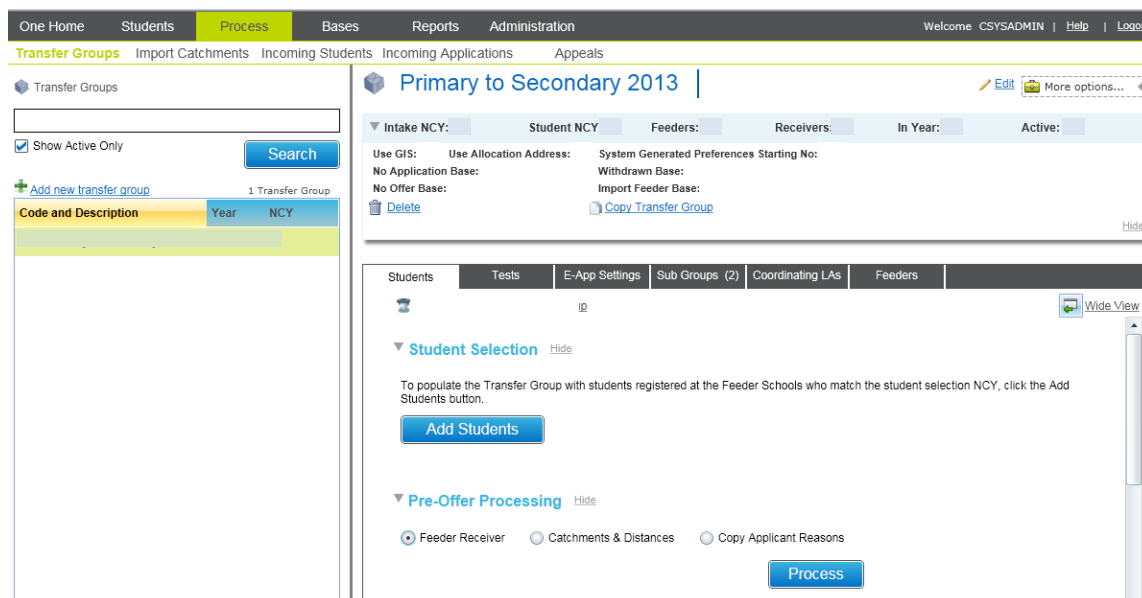 One Home Students Process Bases Reports Administration Welcome CSYSADMIN | Help | Logou
Transfer Groups Import Catchments Incoming Students Incoming Applications Appeals
Transfer Groups
Show Active Only
Search
Add new transfer group 1 Transfer Group
Code and Description Year NCY
Primary to Secondary 2013
Edit More options...
Intake NCY: Student NCY Feeders: Receivers: In Year: Active:
Use GIS: Use Allocation Address: System Generated Preferences Starting No:
No Application Base: Withdrawn Base:
No Offer Base: Import Feeder Base:
Delete Copy Transfer Group
Hide
Students Tests E-App Settings Sub Groups (2) Coordinating LAs Feeders
Wide View
Student Selection Hide
To populate the Transfer Group with students registered at the Feeder Schools who match the student selection NCY, click the Add
Students button.
Add Students
Pre-Offer Processing Hide
Feeder Receiver Catchments & Distances Copy Applicant Reasons
Process